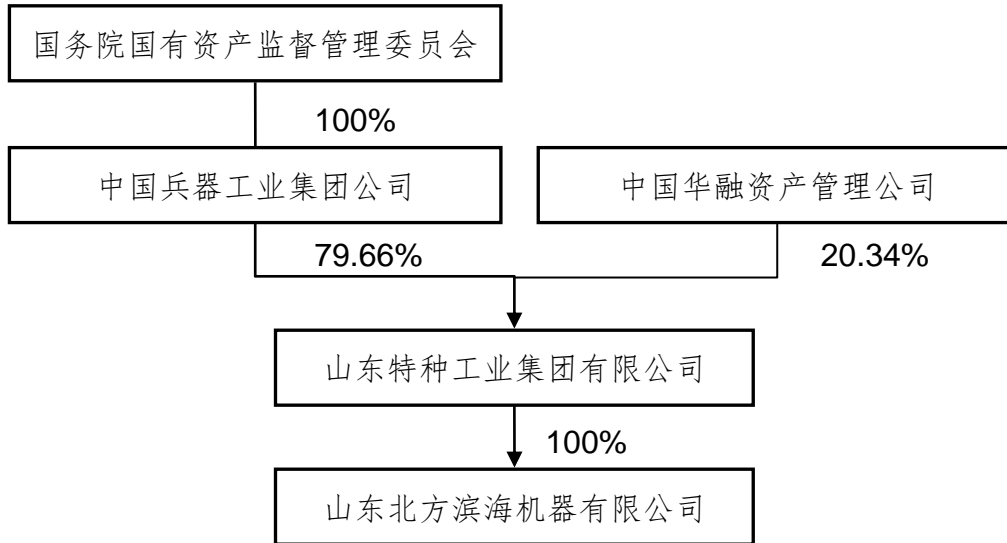 国务院国有资产监督管理委员会
100%
中国兵器工业集团公司
中国华融资产管理公司
79.66%
20.34%
山东特种工业集团有限公司
100%
山东北方滨海机器有限公司